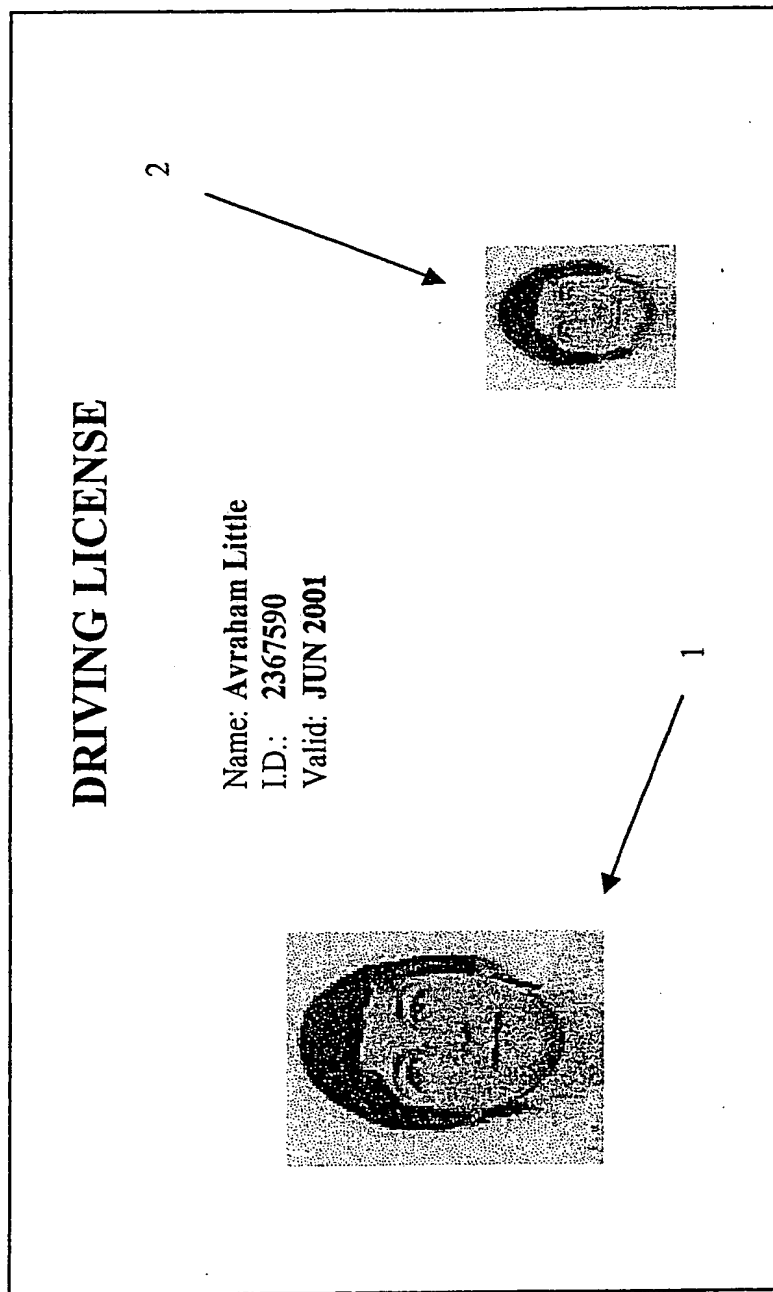 DRIVING LICENSE
Name: Avraham Little
I.D.: 2367590
Valid: JUN 2001
2
1